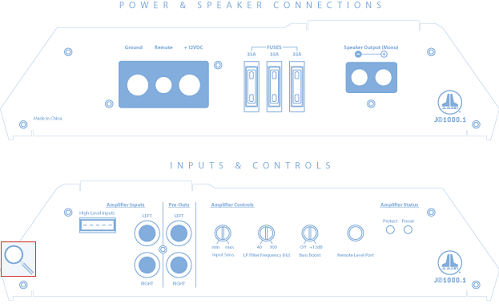 POWER & SPEAKER CONNECTIONS
Ground Remote +12VDC
FUSES
35A 35A 35A
Speaker Output (Mono)
Made in China
JD1000.1
INPUTS & CONTROLS
Amplifier Inputs Pre-Outs Amplifier Controls Amplifier Status
High Level Inputs
LEFT LEFT
Protect Power
min max 40 300 Off +12dB
Input Sens. LP Filter Frequency (Hz) Bass Boost Remote Level Port
RIGHT RIGHT
JD1000.1